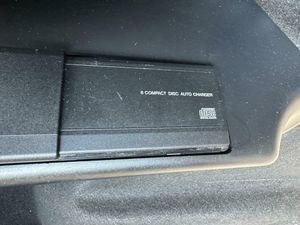 6 COMPACT DISC AUTO CHANGER